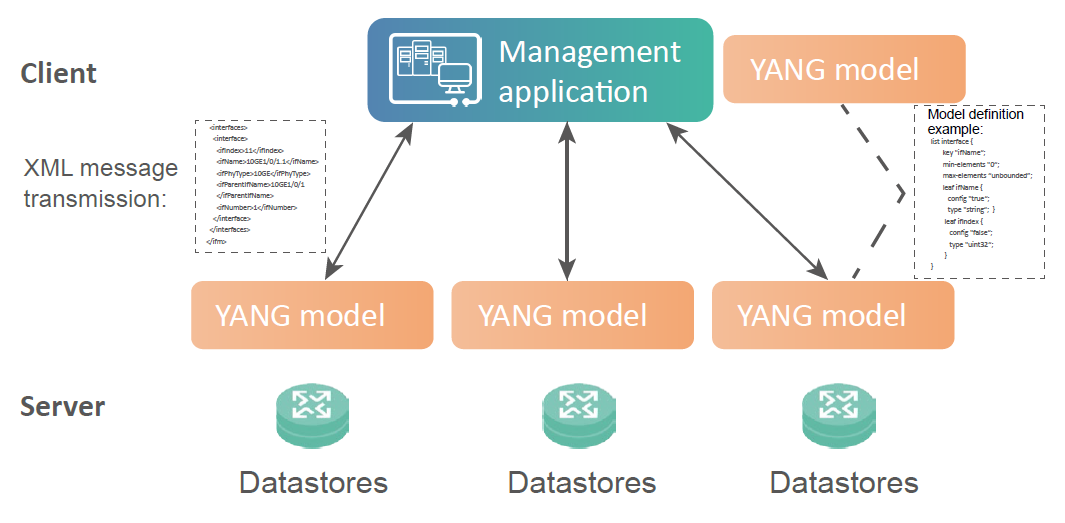 Client
Management
application
YANG model
XML message
transmission:
<interfaces>
<interface>
<ifIndex>11</ifIndex>
<ifName>10GE1/0/1.1</ifName>
<ifPhyType>10GE</ifPhyType>
<ifParentIfName>10GE1/0/1
</ifParentIfName>
<ifNumber>1</ifNumber>
</interface>
</interfaces>
</ifm>
Model definition
example:
list interface {
key "ifName";
min-elements "0";
max-elements "unbounded";
leaf ifName {
config "true";
type "string"; }
leaf ifIndex {
config "false";
type "uint32";
}
}
YANG model
YANG model
YANG model
Server
Datastores
Datastores
Datastores